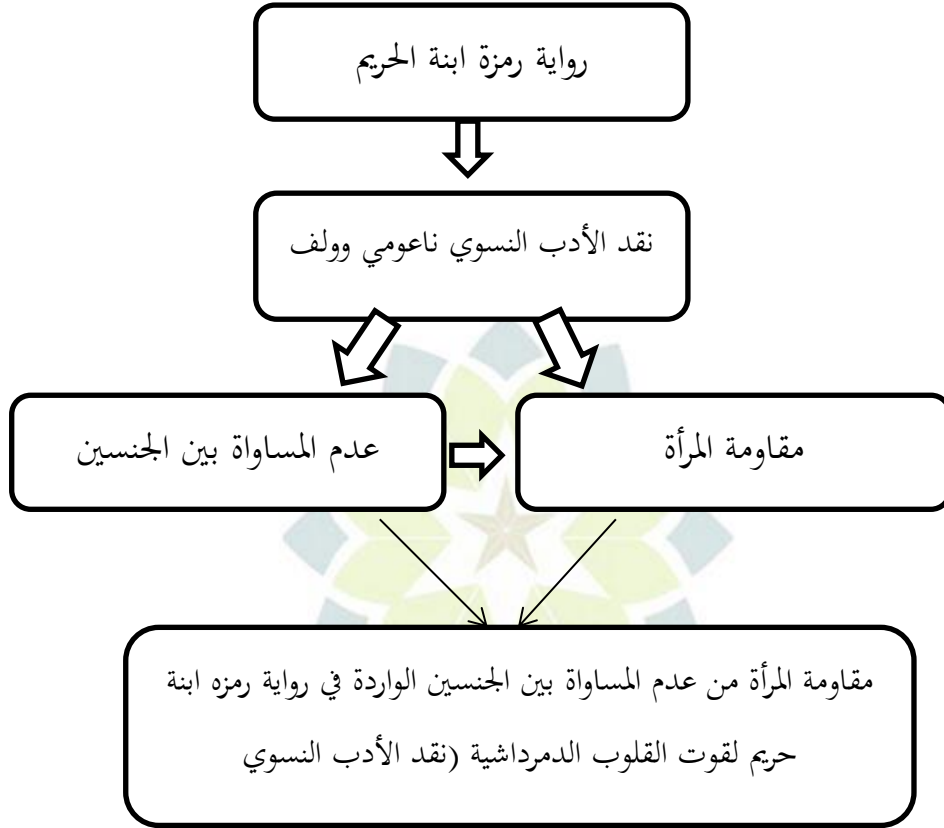 رواية رمزة ابنة الحريم
نقد الأدب النسوي ناعومي وولف
عدم المساواة بين الجنسين
مقاومة المرأة
مقاومة المرأة من عدم المساواة بين الجنسين الواردة في رواية رمزه ابنة
حريم لقوت القلوب الدمرداشية (نقد الأدب النسوي